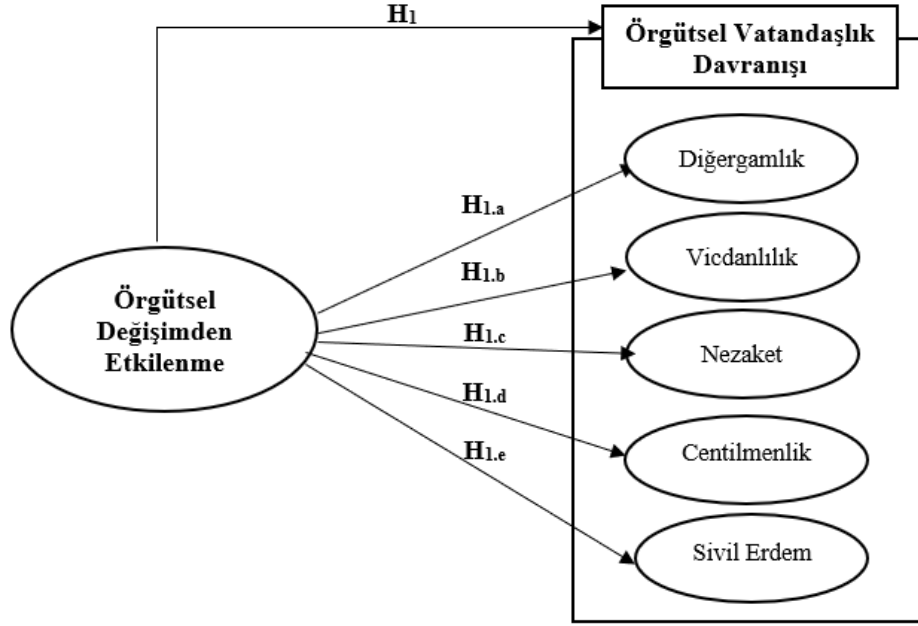 H1
Örgütsel Vatandaşlık
Davranışı
Diğergamlık
H1.a
Vicdanlılık
H1.b
Örgütsel
Değişimden
Etkilenme
H1.c
Nezaket
H1.d
Centilmenlik
H1.e
Sivil Erdem